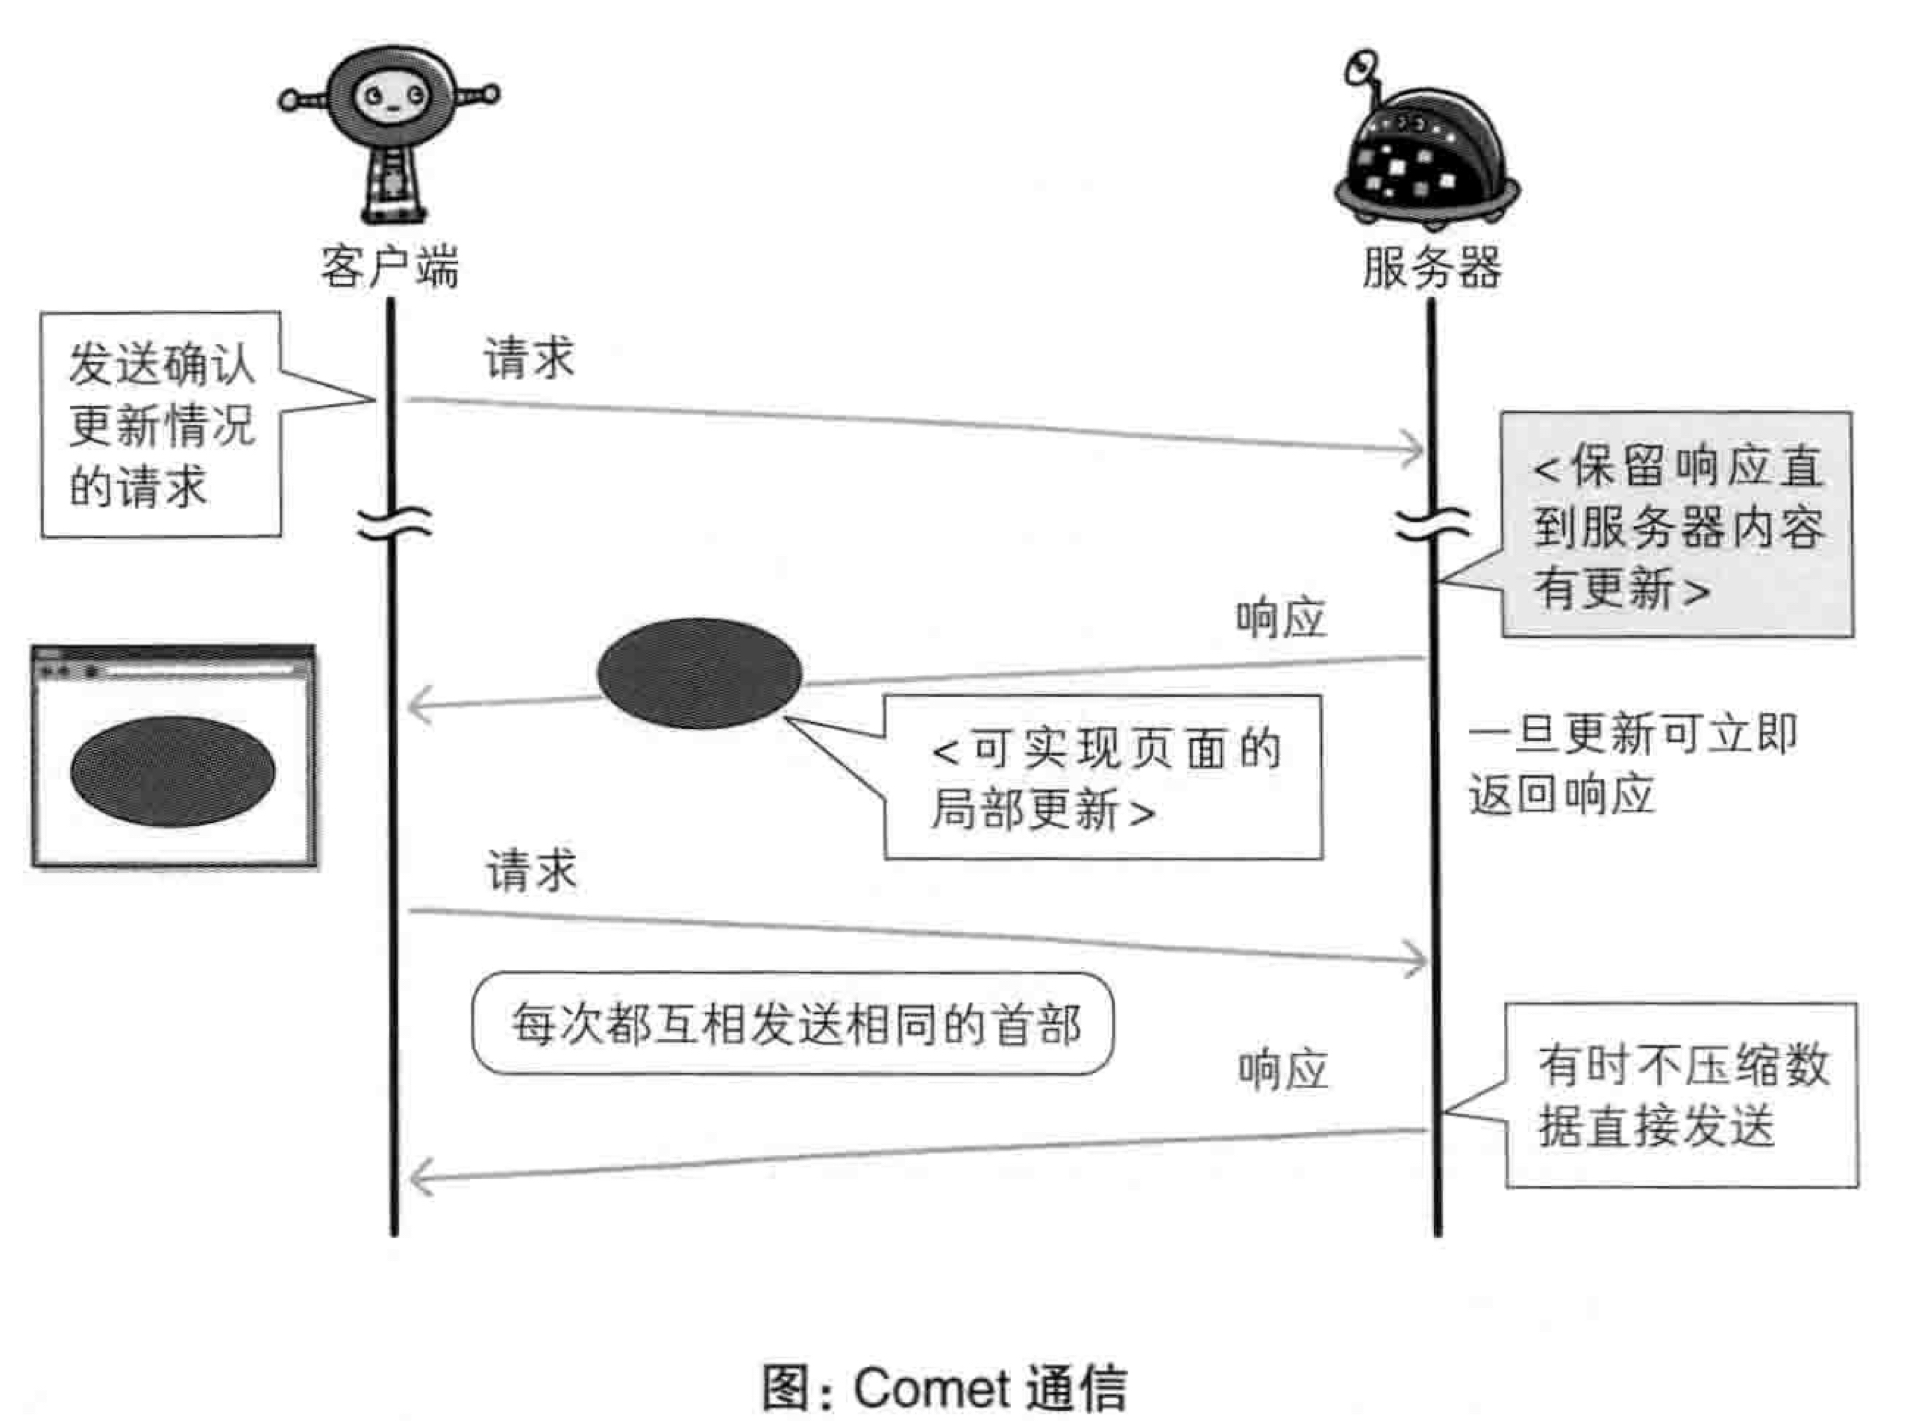 客户端
服务器
发送确认
更新情况
的请求
请求
<保留响应直
到服务器内容
有更新>
响应
<可实现页面的
局部更新>
一旦更新可立即
返回响应
请求
每次都互相发送相同的首部
响应
有时不压缩数
据直接发送
图：Comet 通信